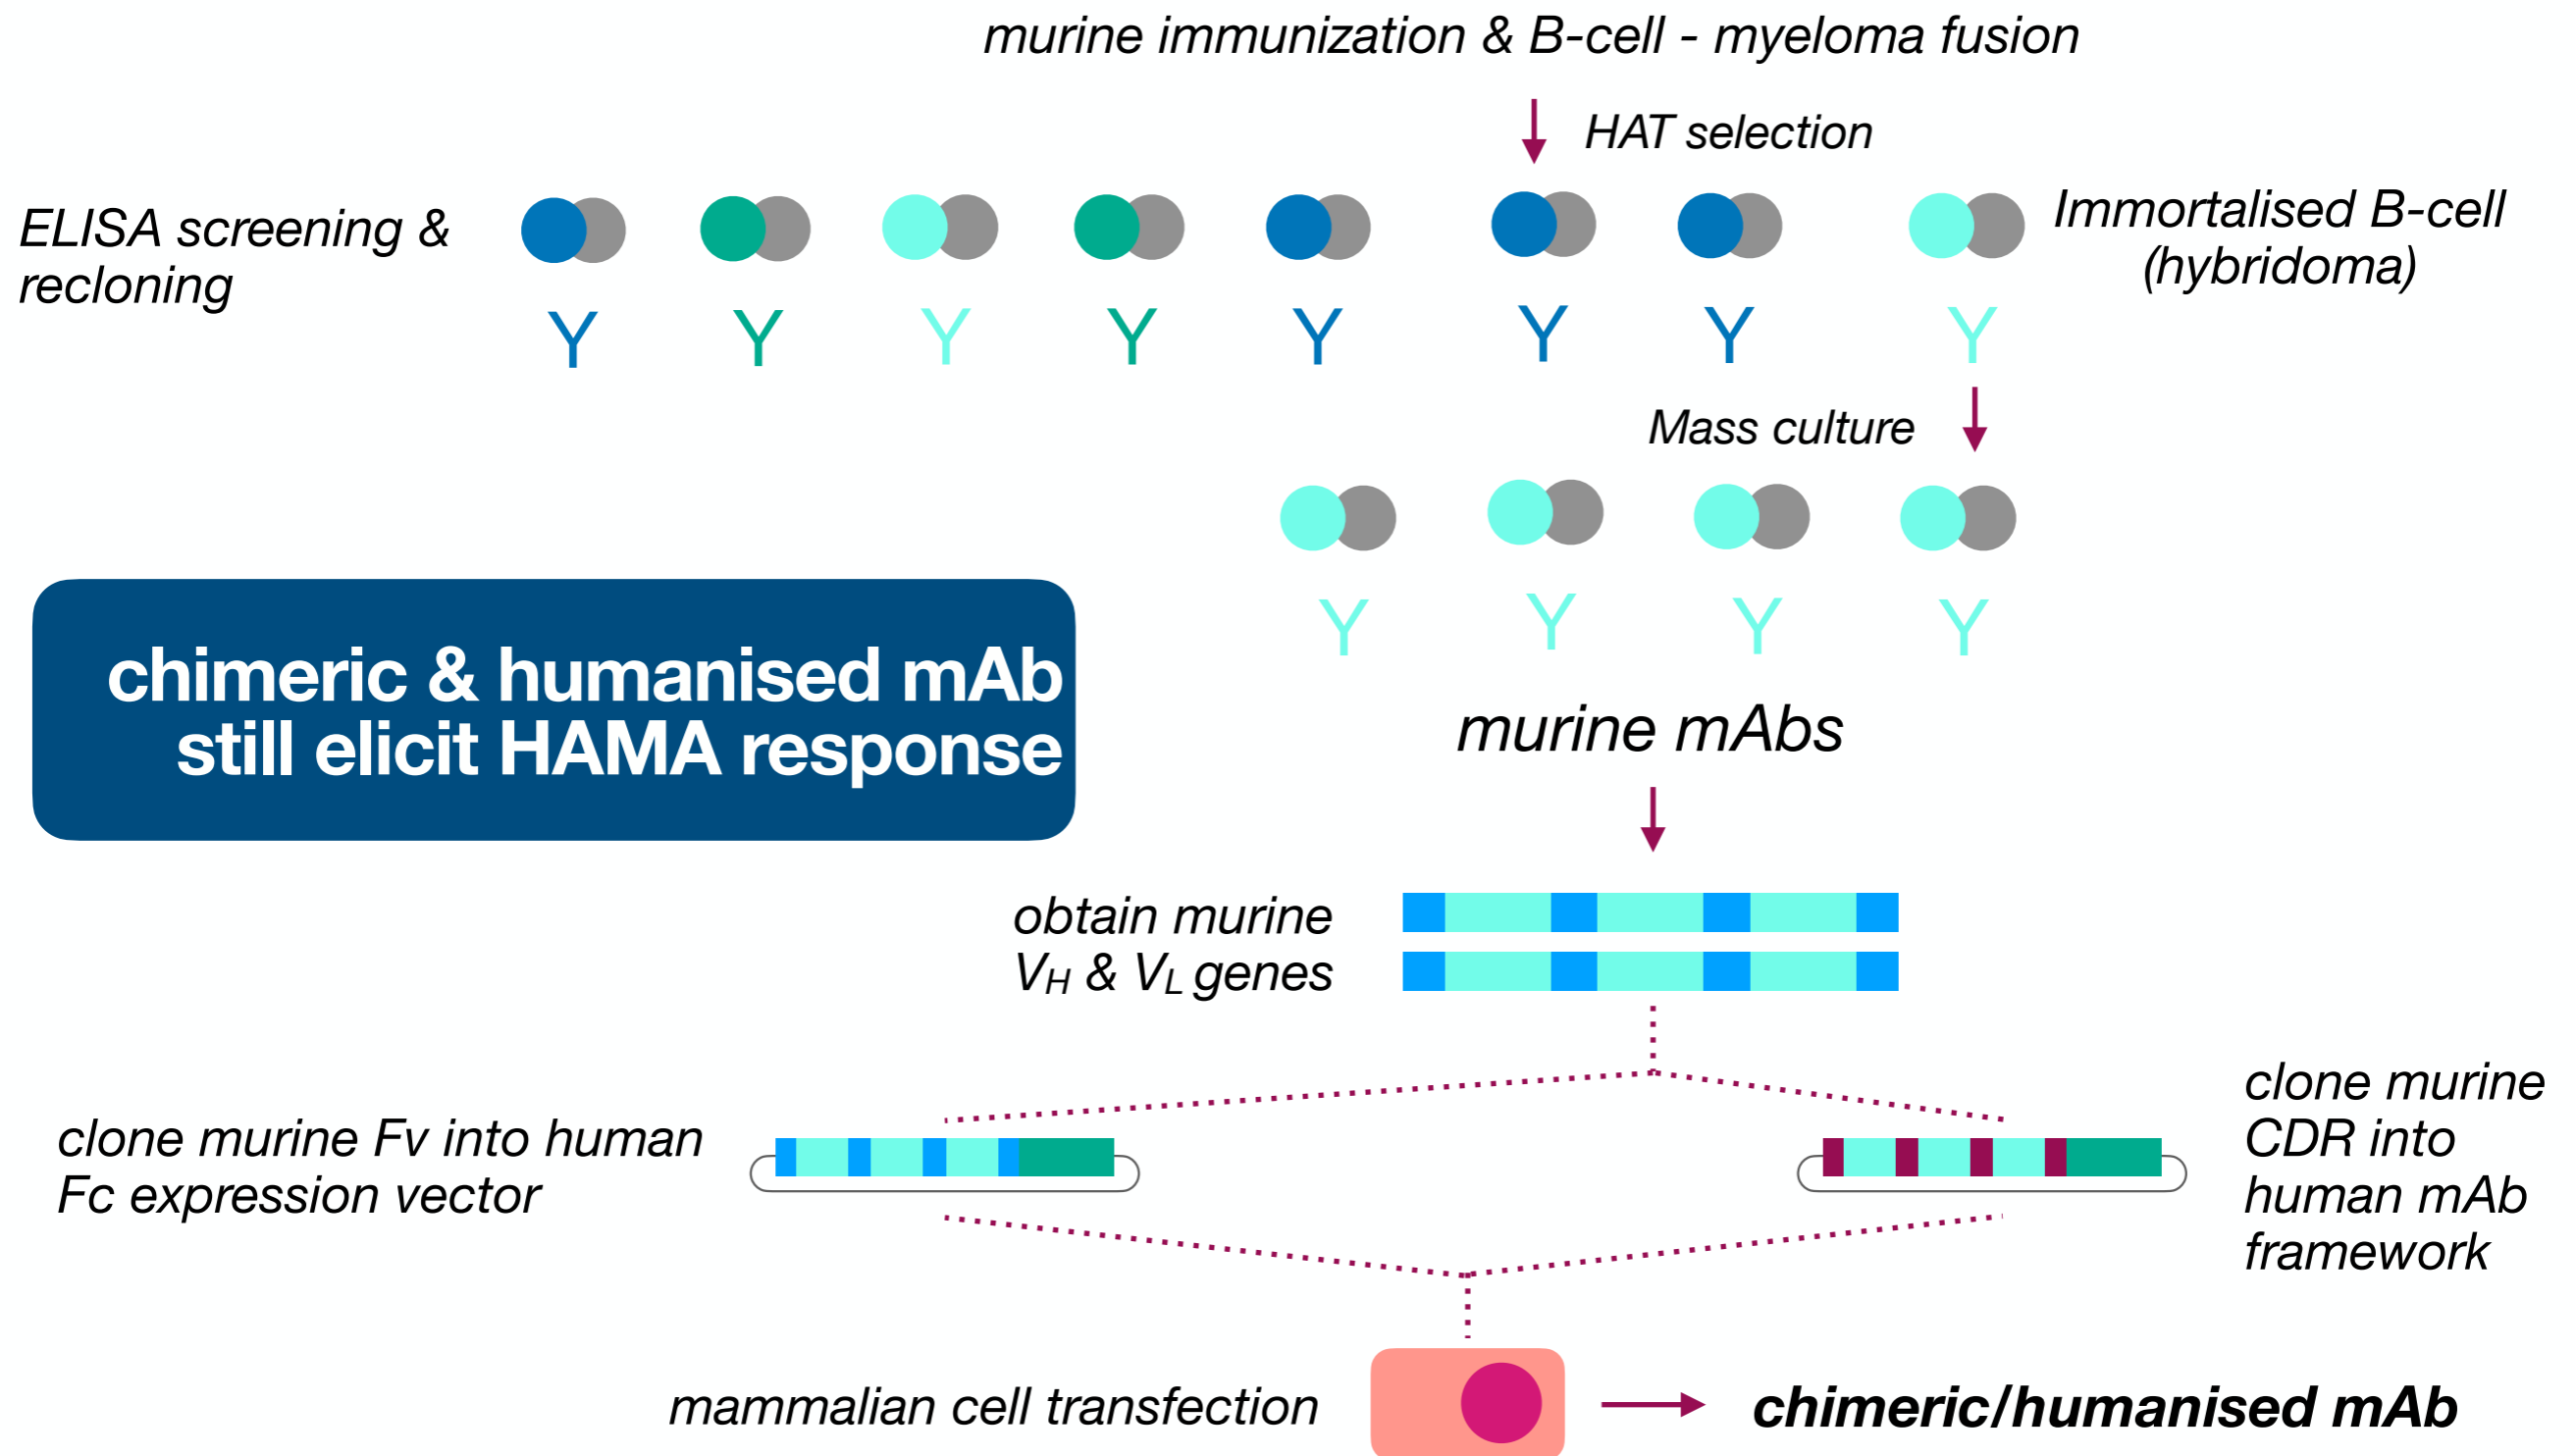 murine immunization & B-cell - myeloma fusion
HAT selection
ELISA screening &
recloning
Immortalised B-cell
(hybridoma)
Y Y Y Y Y Y Y Y
Mass culture
Y Y Y Y
chimeric & humanised mAb
still elicit HAMA response
murine mAbs
obtain murine
VH & VL genes
clone murine Fv into human
Fc expression vector
clone murine
CDR into
human mAb
framework
mammalian cell transfection
chimeric/humanised mAb